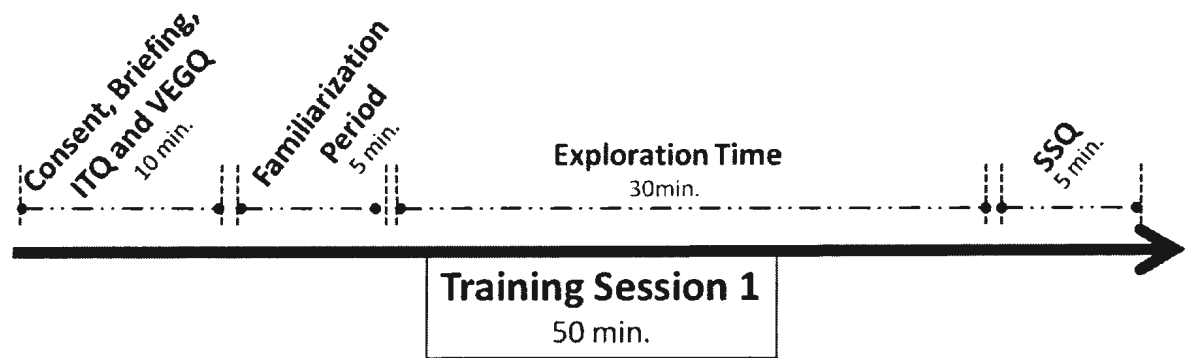 Consent, Briefing,
ITQ and VEGQ
10 min.
Familiarization
Period
5 min.
Exploration Time
30min.
SSQ
5 min.
Training Session 1
50 min.